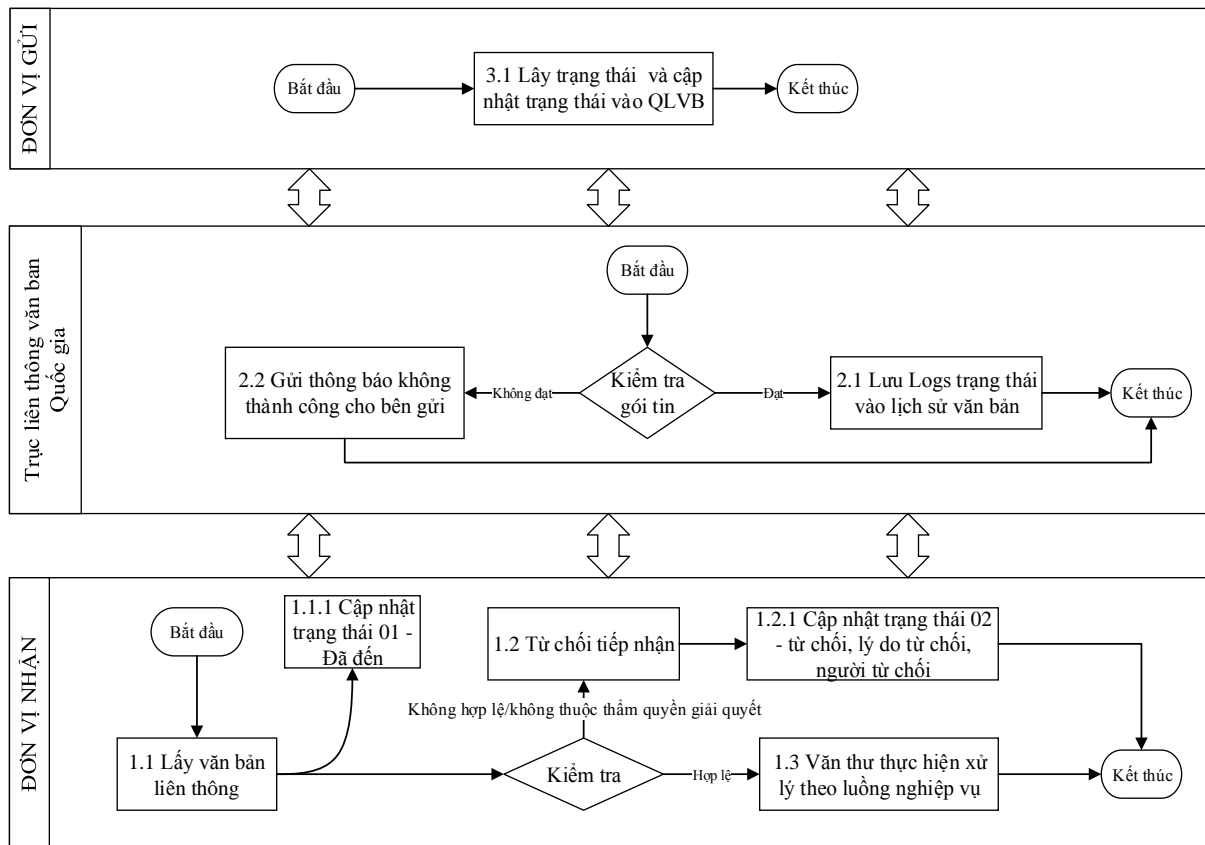 ĐƠN VỊ GỬI
Bắt đầu
3.1 Lây trạng thái và cập
nhật trạng thái vào QLVB
Kết thúc
Trục liên thông văn ban
Quốc gia
Bắt đầu
2.2 Gửi thông báo không
thành công cho bên gửi
Không đạt
Kiểm tra
gói tin
Đạt
2.1 Lưu Logs trạng thái
vào lịch sử văn bản
Kết thúc
ĐƠN VỊ NHẬN
Bắt đầu
1.1.1 Cập nhật
trạng thái 01 -
Đã đến
1.2 Từ chối tiếp nhận
1.2.1 Cập nhật trạng thái 02
- từ chối, lý do từ chối,
người từ chối
Không hợp lệ/không thuộc thẩm quyền giải quyết
1.1 Lấy văn bản
liên thông
Kiểm tra
Hợp lệ
1.3 Văn thư thực hiện xử
lý theo luồng nghiệp vụ
Kết thúc